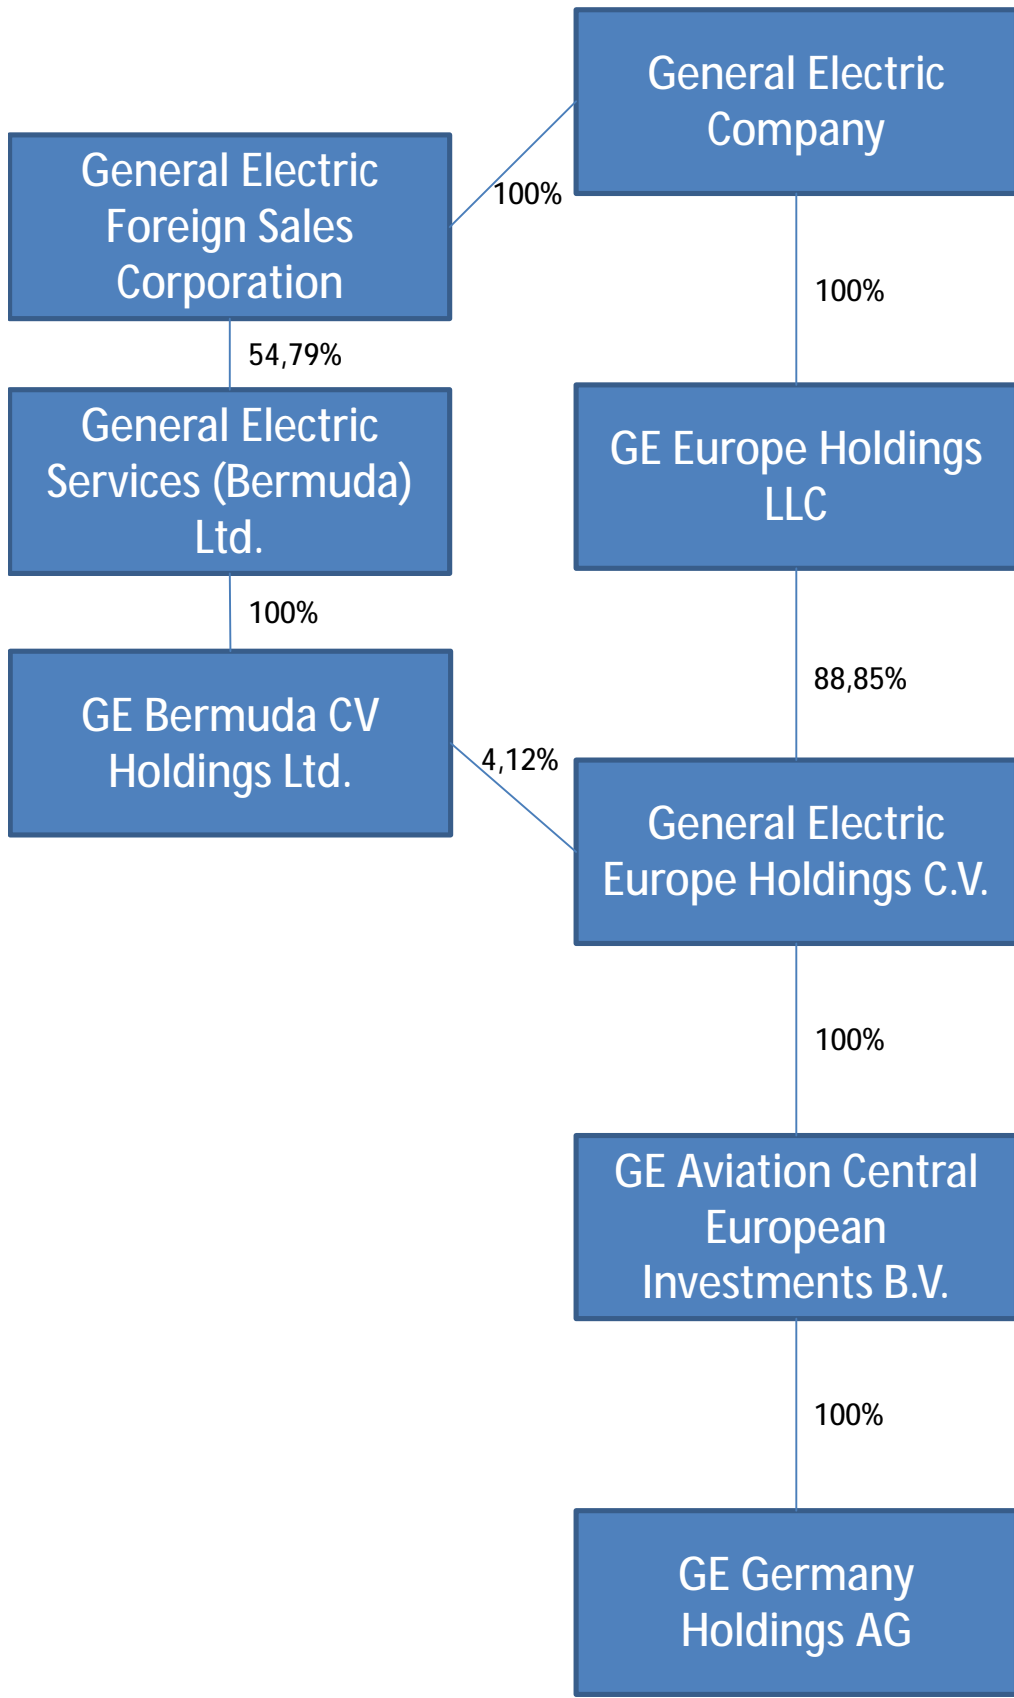 General Electric
Company
General Electric
Foreign Sales
Corporation
100%
100%
54,79%
General Electric
Services (Bermuda)
Ltd.
GE Europe Holdings
LLC
100%
88,85%
GE Bermuda CV
Holdings Ltd.
4,12%
General Electric
Europe Holdings C.V.
100%
GE Aviation Central
European
Investments B.V.
100%
GE Germany
Holdings AG